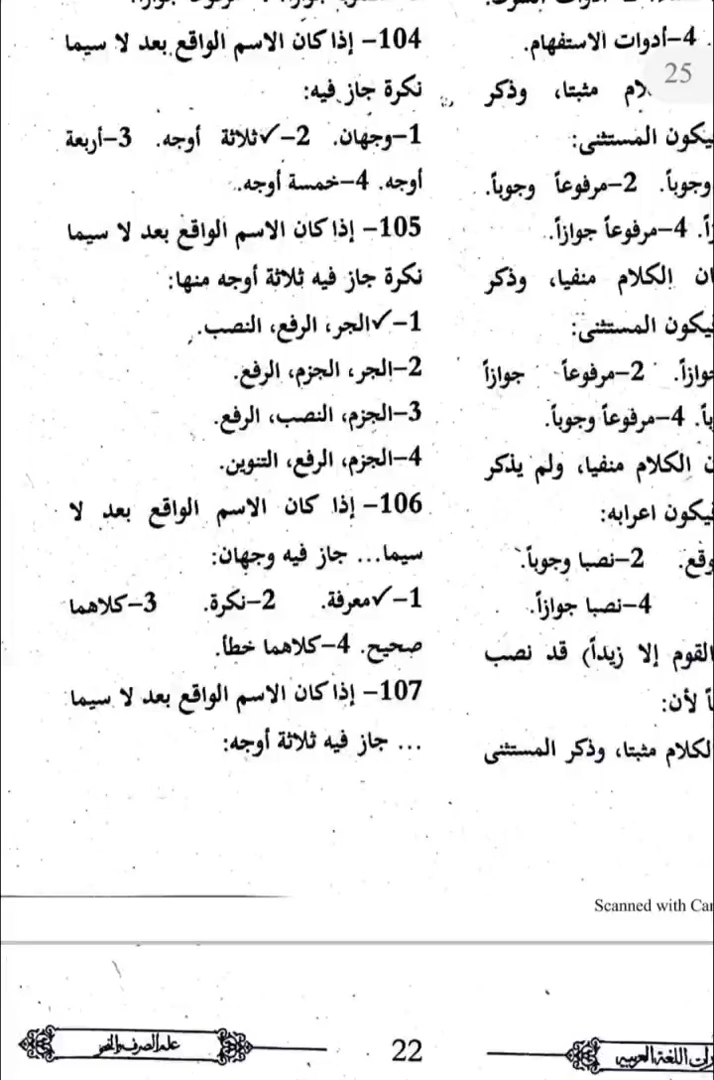 4-أدوات الاستفهام.
25
مثبتا، وذكر
المستثنى:
وجوباً. 2-مرفوعاً وجوباً.
4-مرفوعاً جوازاً.
الكلام منفيا، وذكر
المستثنى:
2-مرفوعاً جوازاً
4-مرفوعاً وجوباً.
الكلام منفيا، ولم يذكر
اعرابه:
2-نصبا وجوباً.
4-نصبا جوازاً.
القوم إلا زيداً) قد نصب
لأن:
مثبتا، وذكر المستثنى
104- إذا كان الاسم الواقع بعد لا سيما
نكرة جاز فيه:
1-وجهان. 2-✓ثلاثة أوجه. 3-أربعة
أوجه. 4-خمسة أوجه.
105- إذا كان الاسم الواقع بعد لا سيما
نكرة جاز فيه ثلاثة أوجه منها:
1-✓الجر، الرفع، النصب.
2-الجر، الجزم، الرفع.
3-الجزم، النصب، الرفع.
4-الجزم، الرفع، التنوين.
106- إذا كان الاسم الواقع بعد لا
سيما... جاز فيه وجهان:
1-✓معرفة. 2-نكرة. 3-كلاهما
صحيح. 4-كلاهما خطأ.
107- إذا كان الاسم الواقع بعد لا سيما
... جاز فيه ثلاثة أوجه:
Scanned with
اللغة العربية
22
علم الصرف والنحو